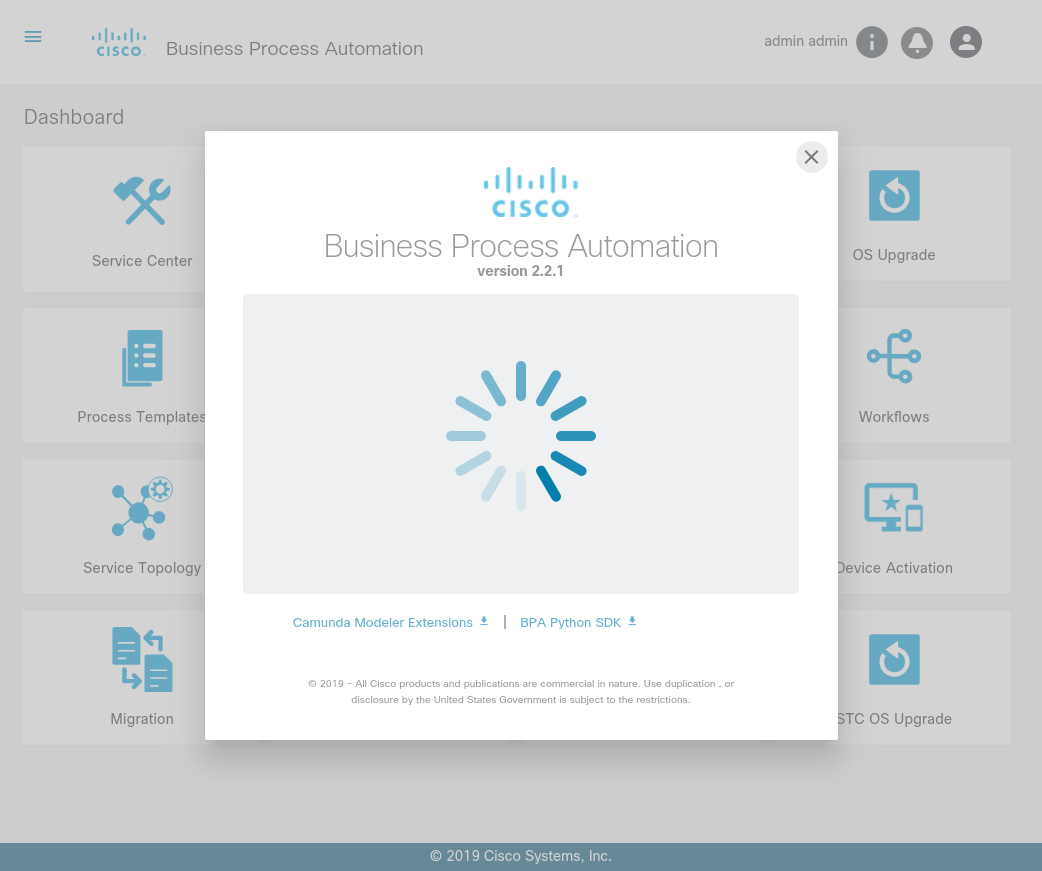 CISCO
Business Process Automation
admin admin
Dashboard
CISCO
Business Process Automation
version 2.2.1
Service Center
OS Upgrade
Process Templates
Workflows
Service Topology
Device Activation
Camunda Modeler Extensions | BPA Python SDK
© 2019 - All Cisco products and publications are commercial in nature. Use duplication , or
disclosure by the United States Government is subject to the restrictions.
Migration
STC OS Upgrade
© 2019 Cisco Systems, Inc.